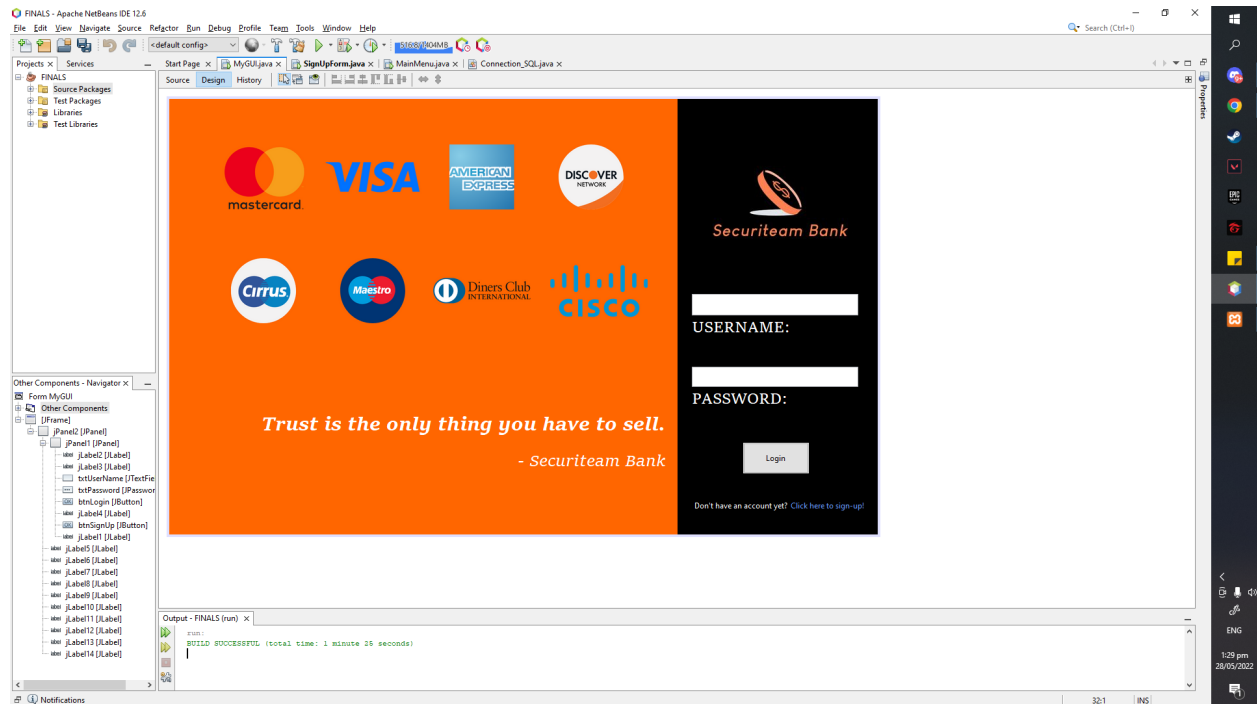 FINALS - Apache NetBeans IDE 12.6
File Edit View Navigate Source Refactor Run Debug Profile Team Tools Window Help
Search (Ctrl+I)
<default config>
Projects Services
Start Page MyGUI.java SignUpForm.java MainMenu.java Connection_SQL.java
Source Design History
FINALS
Source Packages
Test Packages
Libraries
Test Libraries
Properties
mastercard.
VISA
AMERICAN
EXPRESS
DISCOVER
NETWORK
Cirrus
Maestro
Diners Club
INTERNATIONAL
CISCO
Trust is the only thing you have to sell.
- Securiteam Bank
Securiteam Bank
USERNAME:
PASSWORD:
Login
Don't have an account yet? Click here to sign-up!
Other Components - Navigator
Form MyGUI
Other Components
[JFrame]
jPanel2 [JPanel]
jPanel1 [JPanel]
jLabel2 [JLabel]
jLabel3 [JLabel]
txtUserName [JTextFie
txtPassword [JPasswor
btnLogin [JButton]
jLabel4 [JLabel]
btnSignUp [JButton]
jLabel1 [JLabel]
jLabel5 [JLabel]
jLabel6 [JLabel]
jLabel7 [JLabel]
jLabel8 [JLabel]
jLabel9 [JLabel]
jLabel10 [JLabel]
jLabel11 [JLabel]
jLabel12 [JLabel]
jLabel13 [JLabel]
jLabel14 [JLabel]
Output - FINALS (run)
run:
BUILD SUCCESSFUL (total time: 1 minute 26 seconds)
Notifications
32:1 INS
EPIC
ENG
1:29 pm
28/05/2022